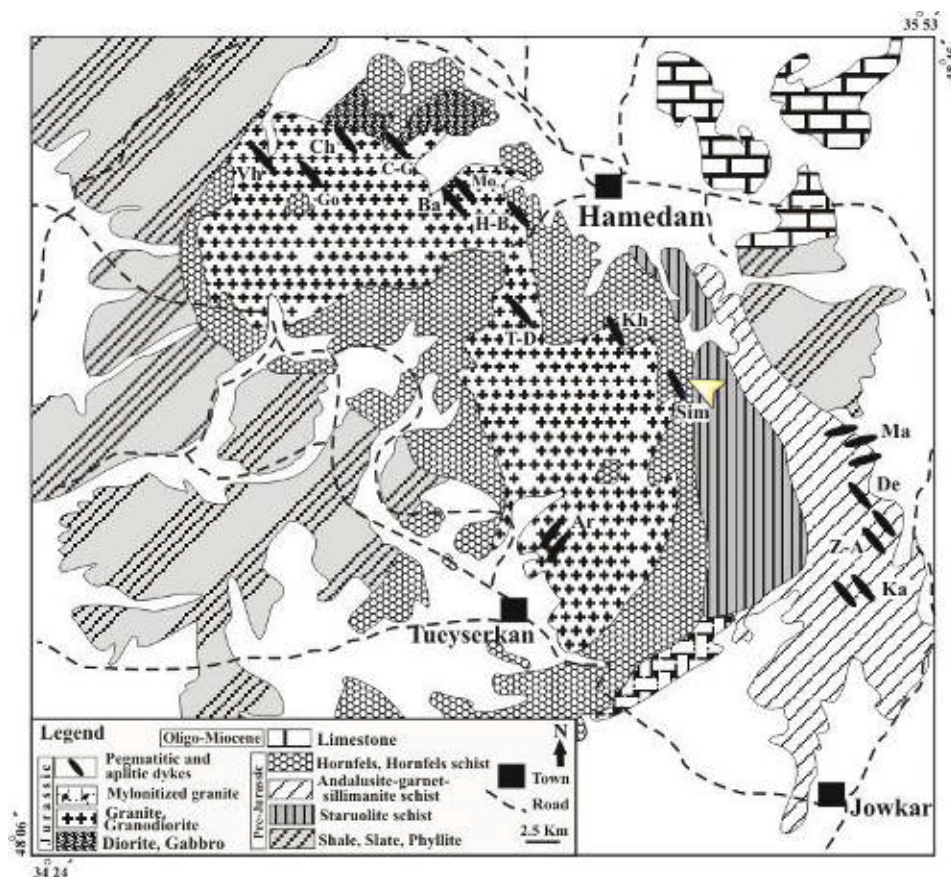 35 53
48° 46
Ch
Vh
C-G
Mo
Go
Ba
H-B
Hamedan
T-D
Kh
Sim
Ma
De
Ar
Z-A
Ka
Tueyserkan
Jowkar
Legend
Oligo-Miocene
Limestone
N
Jurassic
Pegmatitic and
aplitic dykes
Mylonitized granite
Granite,
Granodiorite
Diorite, Gabbro
Pre-Jurassic
Hornfels, Hornfels schist
Andalusite-garnet-
sillimanite schist
Staruolite schist
Shale, Slate, Phyllite
Town
Road
2.5 Km
48° 06′
34° 24′